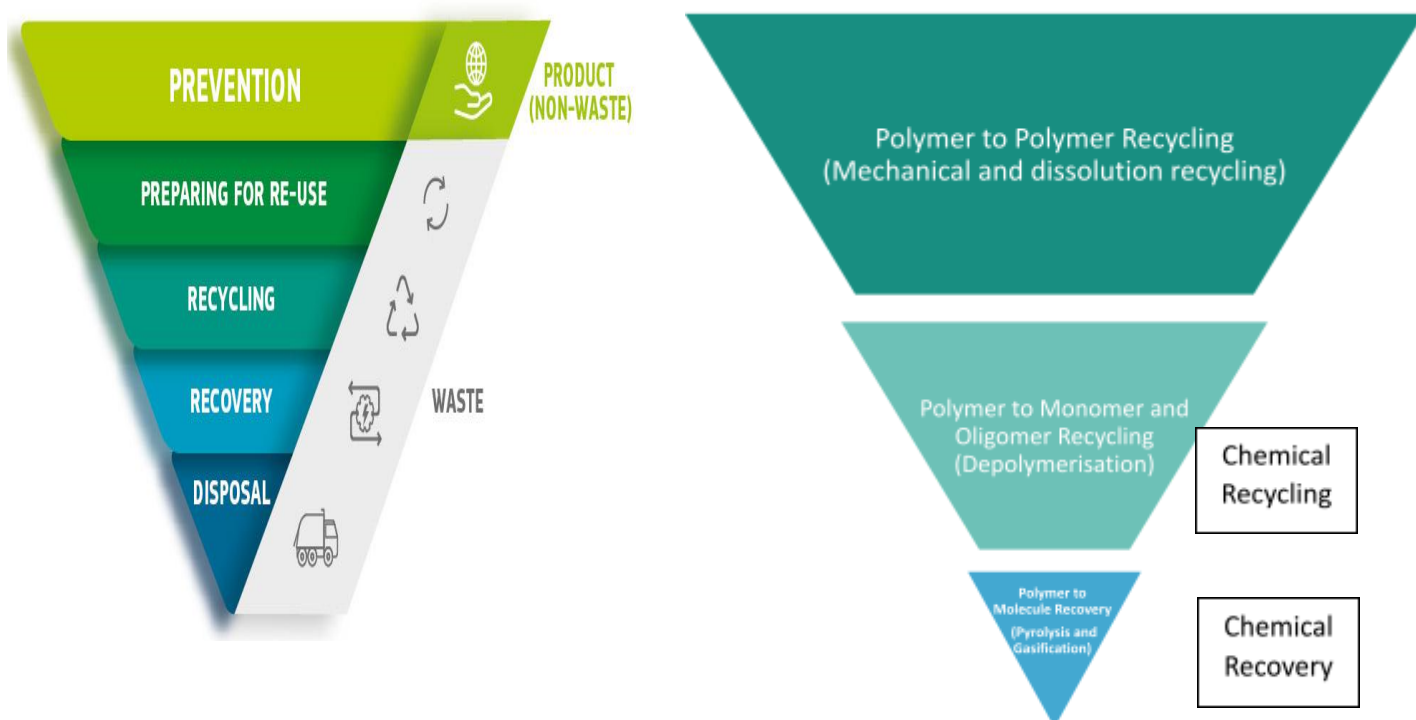 PREVENTION
PRODUCT
(NON-WASTE)
PREPARING FOR RE-USE
RECYCLING
RECOVERY
WASTE
DISPOSAL
Polymer to Polymer Recycling
(Mechanical and dissolution recycling)
Polymer to Monomer and
Oligomer Recycling
(Depolymerisation)
Chemical
Recycling
Polymer to
Molecule Recovery
(Pyrolysis and
Gasification)
Chemical
Recovery